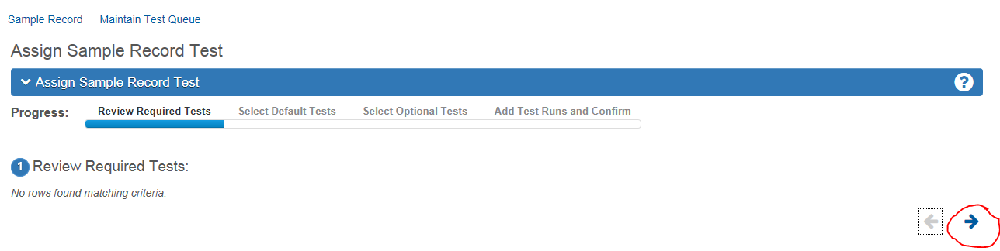 Sample Record Maintain Test Queue
Assign Sample Record Test
Assign Sample Record Test ?
Progress: Review Required Tests Select Default Tests Select Optional Tests Add Test Runs and Confirm
1 Review Required Tests:
No rows found matching criteria.